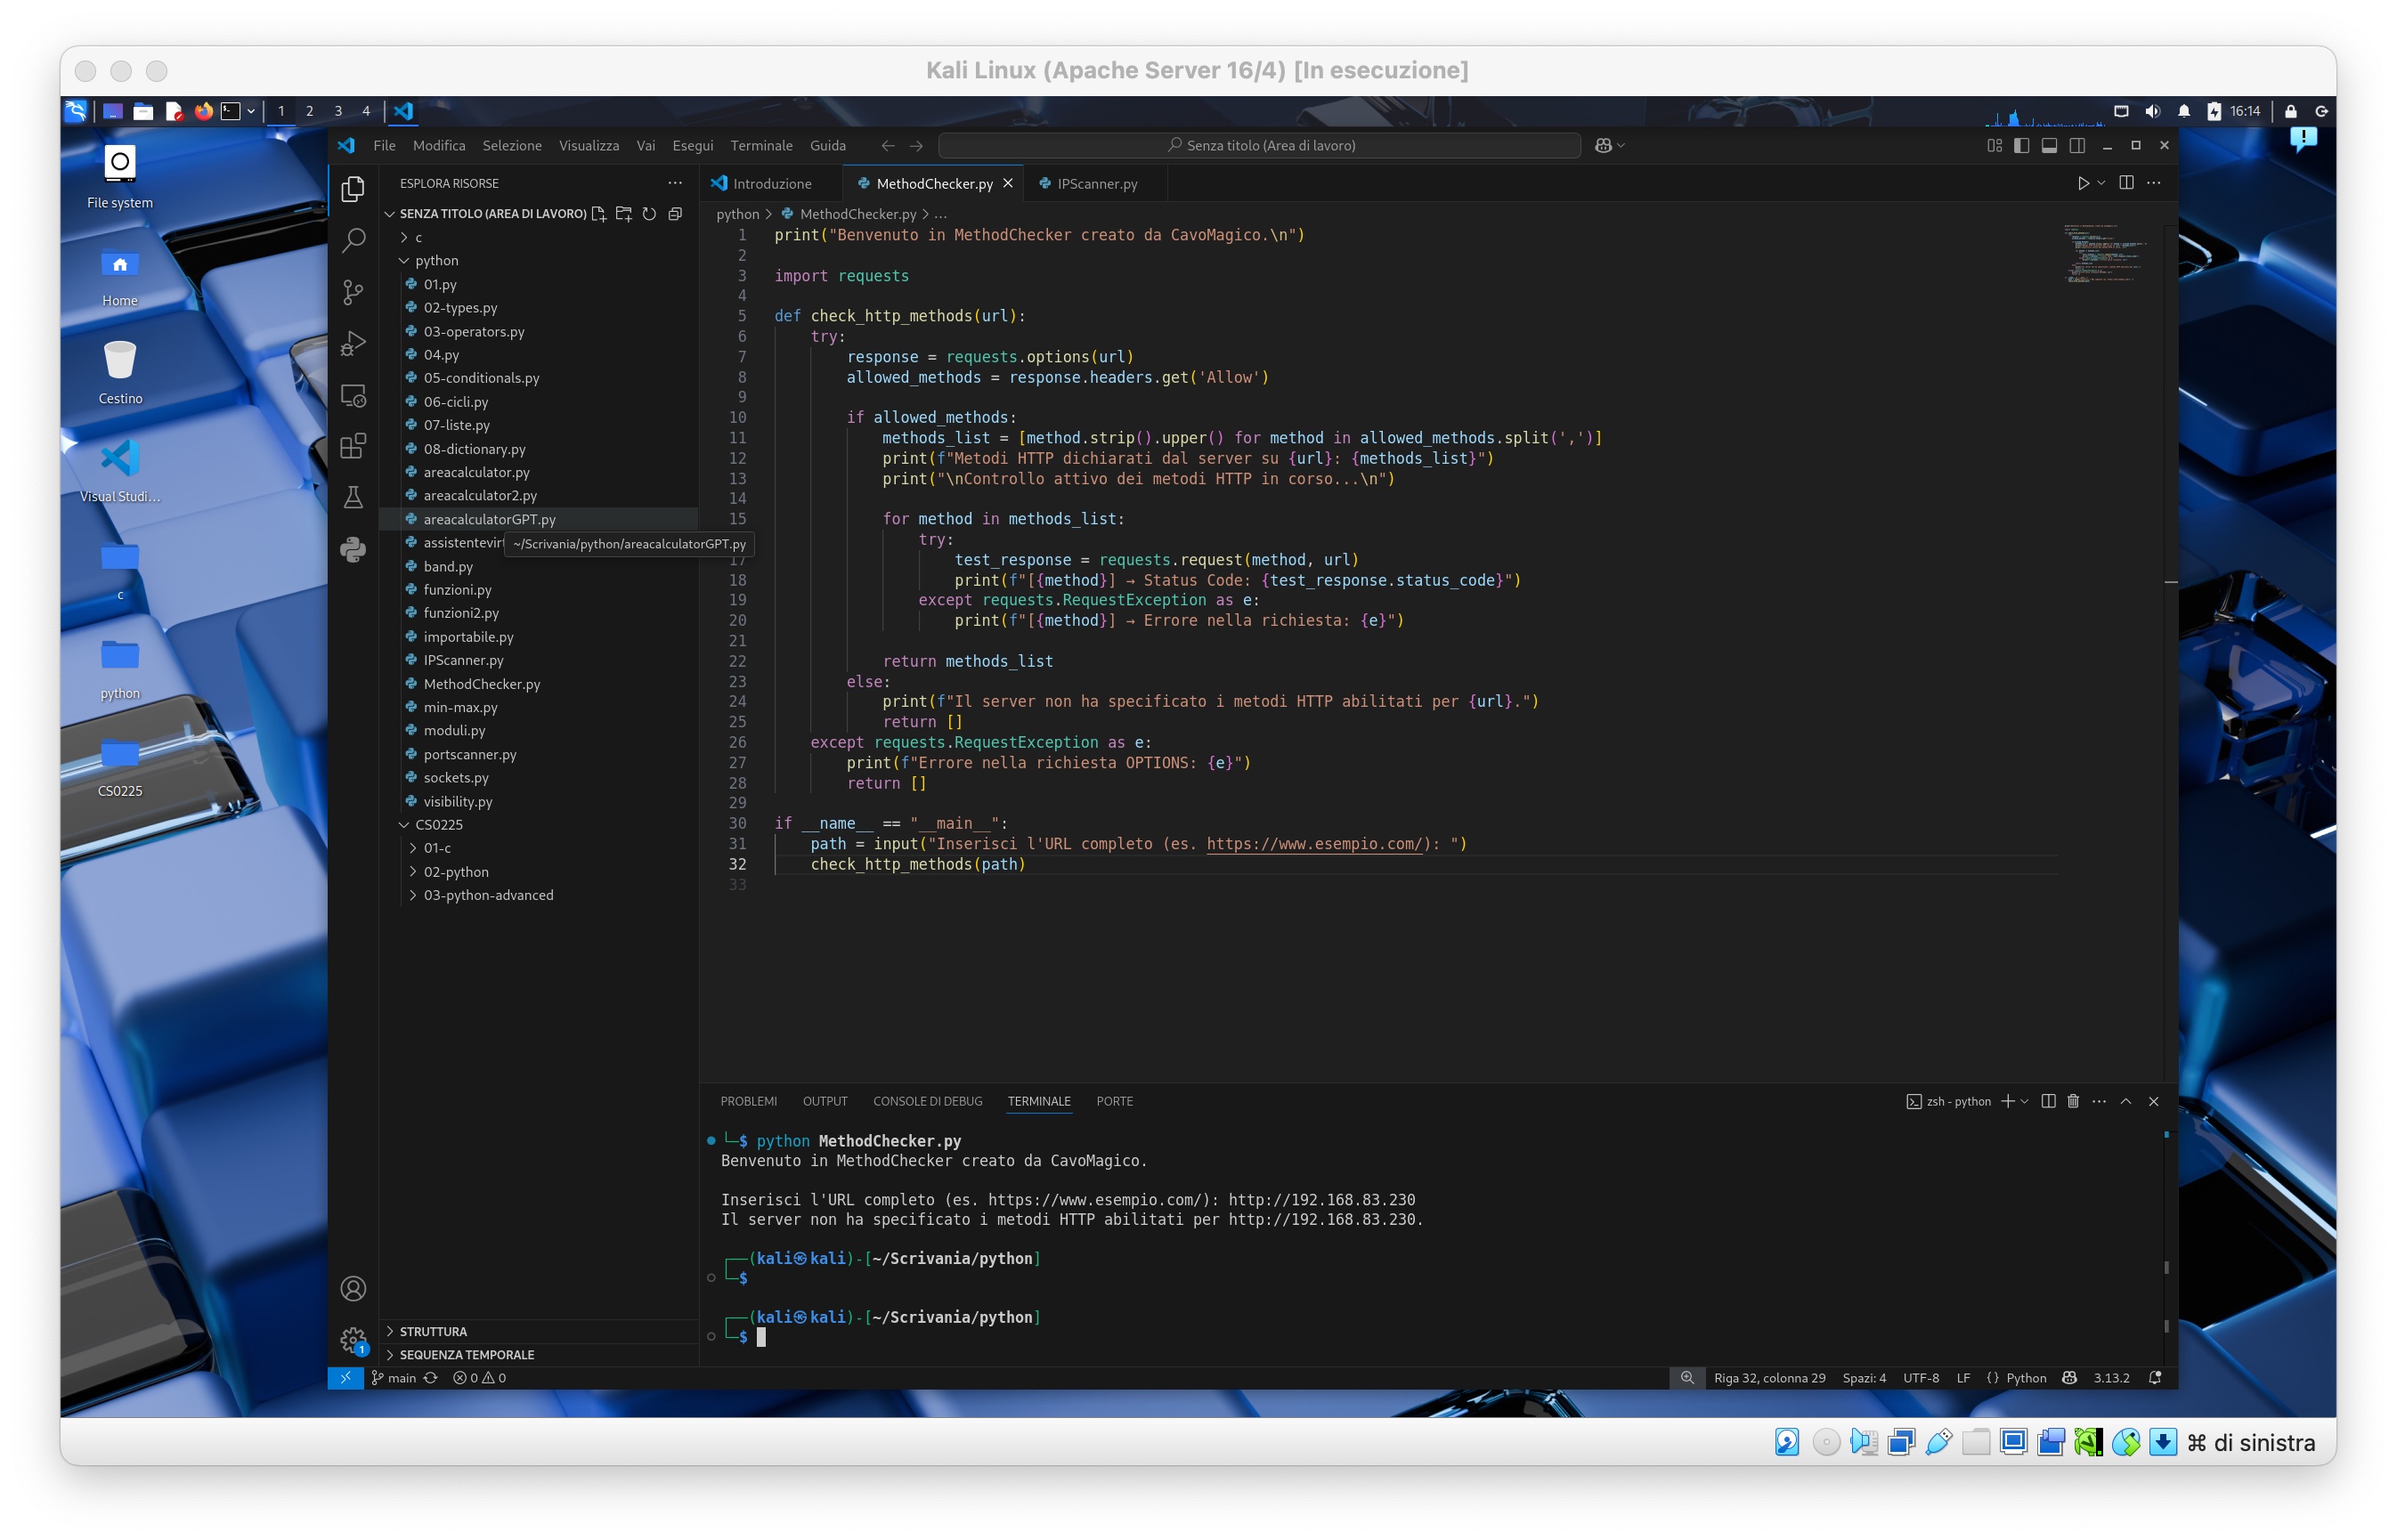 Kali Linux (Apache Server 16/4) [In esecuzione]
1 2 3 4
16:14
File Modifica Selezione Visualizza Vai Esegui Terminale Guida
Senza titolo (Area di lavoro)
File system
Home
Cestino
Visual Studi...
c
python
CS0225
ESPLORA RISORSE
SENZA TITOLO (AREA DI LAVORO)
c
python
01.py
02-types.py
03-operators.py
04.py
05-conditionals.py
06-cicli.py
07-liste.py
08-dictionary.py
areacalculator.py
areacalculator2.py
areacalculatorGPT.py
assistentevirt
~/Scrivania/python/areacalculatorGPT.py
band.py
funzioni.py
funzioni2.py
importabile.py
IPScanner.py
MethodChecker.py
min-max.py
moduli.py
portscanner.py
sockets.py
visibility.py
CS0225
01-c
02-python
03-python-advanced
STRUTTURA
SEQUENZA TEMPORALE
Introduzione MethodChecker.py IPScanner.py
python > MethodChecker.py > ...
1 print("Benvenuto in MethodChecker creato da CavoMagico.\n")
2
3 import requests
4
5 def check_http_methods(url):
6 try:
7 response = requests.options(url)
8 allowed_methods = response.headers.get('Allow')
9
10 if allowed_methods:
11 methods_list = [method.strip().upper() for method in allowed_methods.split(',')]
12 print(f"Metodi HTTP dichiarati dal server su {url}: {methods_list}")
13 print("\nControllo attivo dei metodi HTTP in corso...\n")
14
15 for method in methods_list:
try:
17 test_response = requests.request(method, url)
18 print(f"[{method}] → Status Code: {test_response.status_code}")
19 except requests.RequestException as e:
20 print(f"[{method}] → Errore nella richiesta: {e}")
21
22 return methods_list
23 else:
24 print(f"Il server non ha specificato i metodi HTTP abilitati per {url}.")
25 return []
26 except requests.RequestException as e:
27 print(f"Errore nella richiesta OPTIONS: {e}")
28 return []
29
30 if __name__ == "__main__":
31 path = input("Inserisci l'URL completo (es. https://www.esempio.com/): ")
32 check_http_methods(path)
33
PROBLEMI OUTPUT CONSOLE DI DEBUG TERMINALE PORTE
zsh - python
└─$ python MethodChecker.py
Benvenuto in MethodChecker creato da CavoMagico.
Inserisci l'URL completo (es. https://www.esempio.com/): http://192.168.83.230
Il server non ha specificato i metodi HTTP abilitati per http://192.168.83.230.
┌──(kali㉿kali)-[~/Scrivania/python]
└─$
┌──(kali㉿kali)-[~/Scrivania/python]
└─$
1
main 0 0
Riga 32, colonna 29 Spazi: 4 UTF-8 LF {} Python 3.13.2
⌘ di sinistra